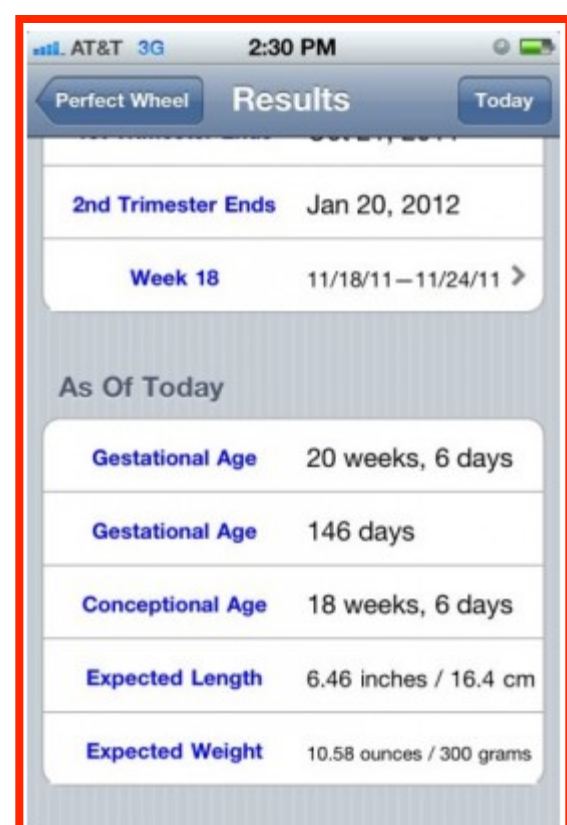 AT&T 3G 2:30 PM
Perfect Wheel Results Today
2nd Trimester Ends Jan 20, 2012
Week 18 11/18/11—11/24/11
As Of Today
Gestational Age 20 weeks, 6 days
Gestational Age 146 days
Conceptional Age 18 weeks, 6 days
Expected Length 6.46 inches / 16.4 cm
Expected Weight 10.58 ounces / 300 grams